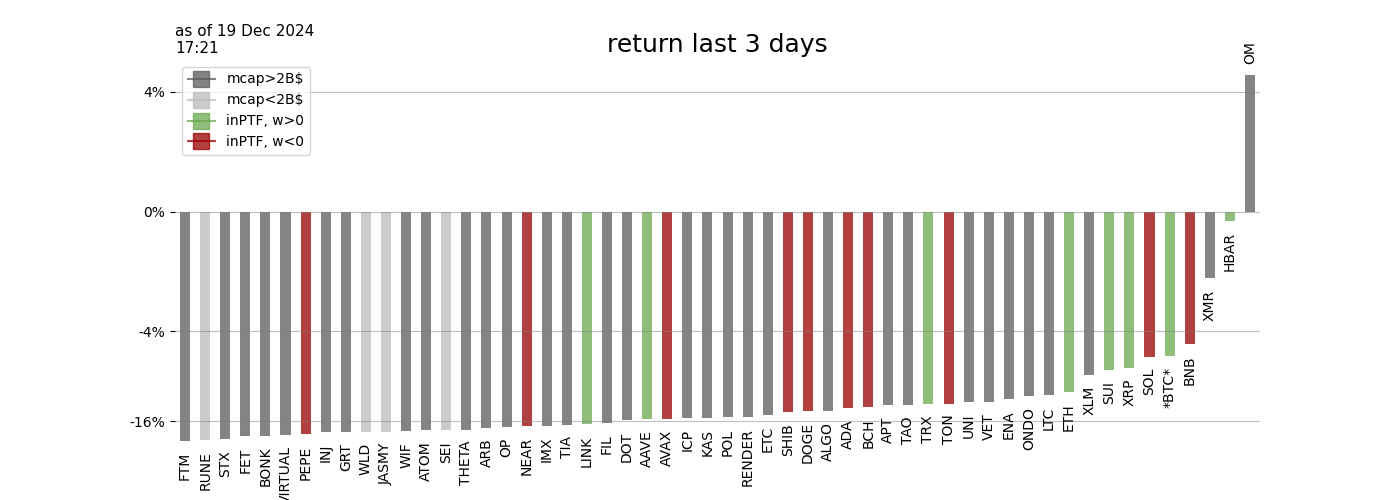 as of 19 Dec 2024
17:21
return last 3 days
mcap>2B$
mcap<2B$
inPTF, w>0
inPTF, w<0
4%
0%
-4%
-16%
FTM
RUNE
STX
FET
BONK
VIRTUAL
PEPE
INJ
GRT
WLD
JASMY
WIF
ATOM
SEI
THETA
ARB
OP
NEAR
IMX
TIA
LINK
FIL
DOT
AAVE
AVAX
ICP
KAS
POL
RENDER
ETC
SHIB
DOGE
ALGO
ADA
BCH
APT
TAO
TRX
TON
UNI
VET
ENA
ONDO
LTC
ETH
XLM
SUI
XRP
SOL
*BTC*
BNB
XMR
HBAR
OM